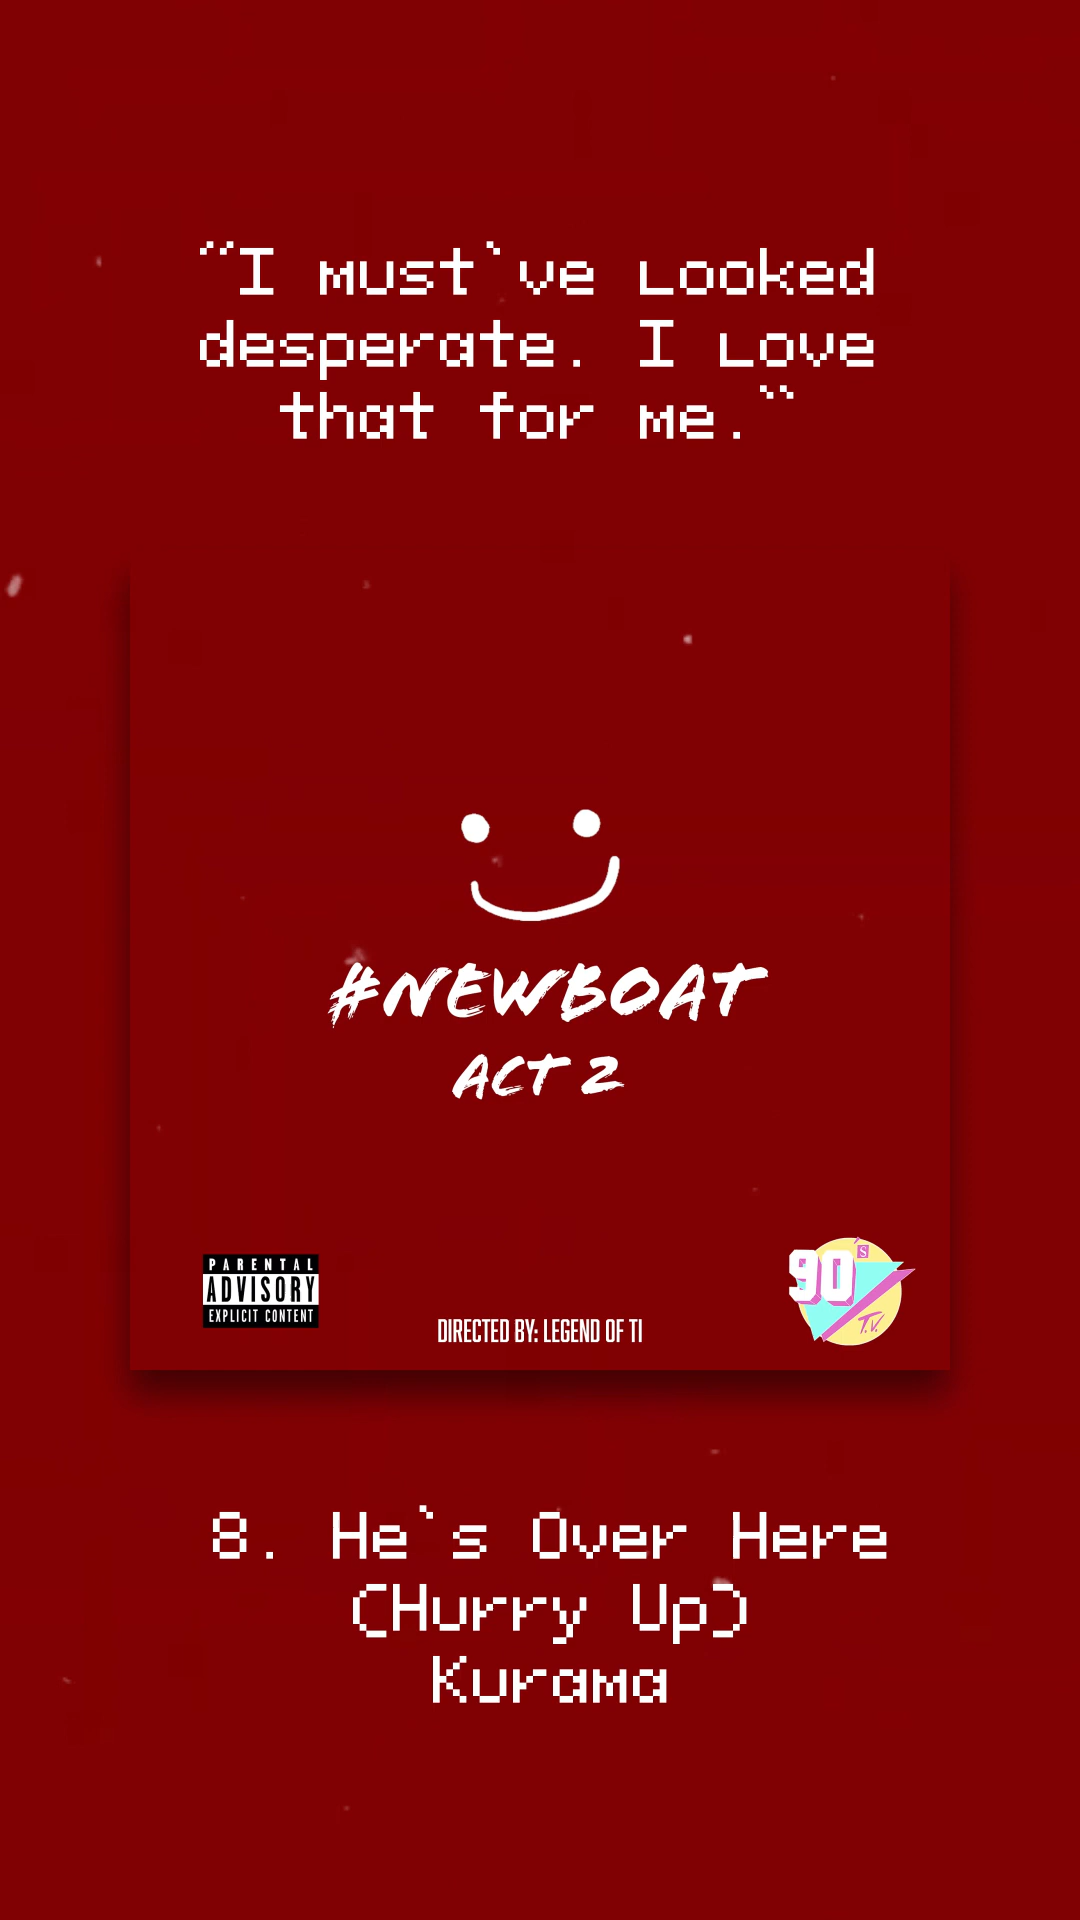 ``I must`ve Looked
desperate. I Love
that for me.``
#NEWBOAT
ACT 2
PARENTAL
ADVISORY
EXPLICIT CONTENT
DIRECTED BY: LEGEND OF TI
90's
T.V.
8. He`s Over Here
(Hurry Up)
Kurama